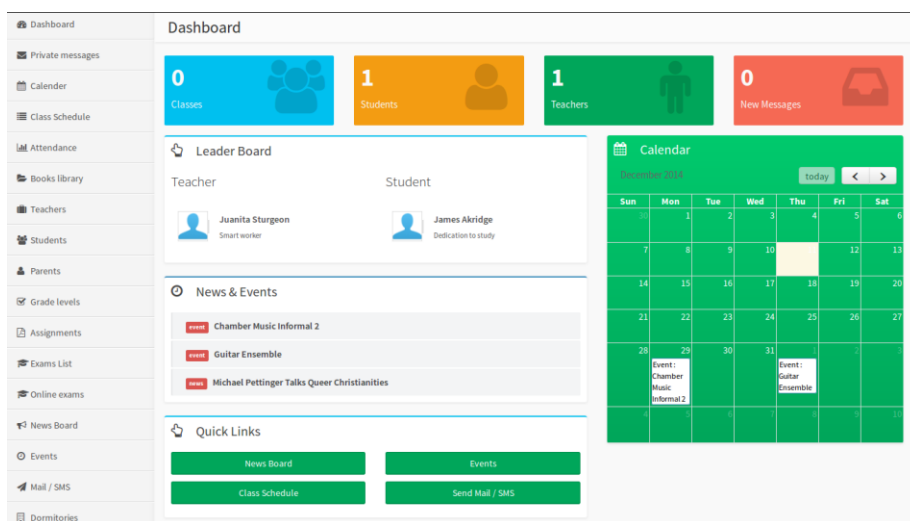 Dashboard
Private messages
Calender
Class Schedule
Attendance
Books library
Teachers
Students
Parents
Grade levels
Assignments
Exams List
Online exams
News Board
Events
Mail / SMS
Dormitories
Dashboard
0
Classes
1
Students
1
Teachers
0
New Messages
Leader Board
Teacher
Juanita Sturgeon
Smart worker
Student
James Akridge
Dedication to study
News & Events
event Chamber Music Informal 2
event Guitar Ensemble
news Michael Pettinger Talks Queer Christianities
Quick Links
News Board Events
Class Schedule Send Mail / SMS
Calendar
December 2014 today < >
Sun Mon Tue Wed Thu Fri Sat
30 1 2 3 4 5 6
7 8 9 10 12 13
14 15 16 17 18 19 20
21 22 23 24 25 26 27
28 29 30 31 1 2 3
Event :
Chamber
Music
Informal 2
Event :
Guitar
Ensemble
4 5 6 7 8 9 10